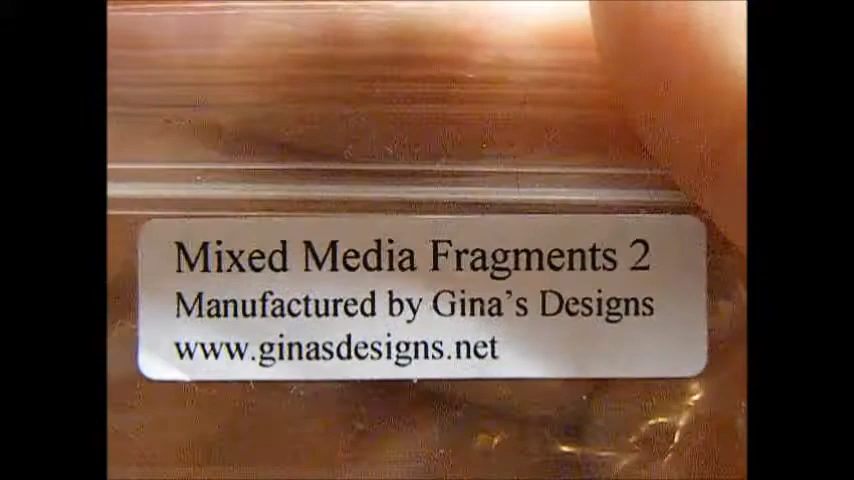 Mixed Media Fragments 2
Manufactured by Gina's Designs
www.ginasdesigns.net